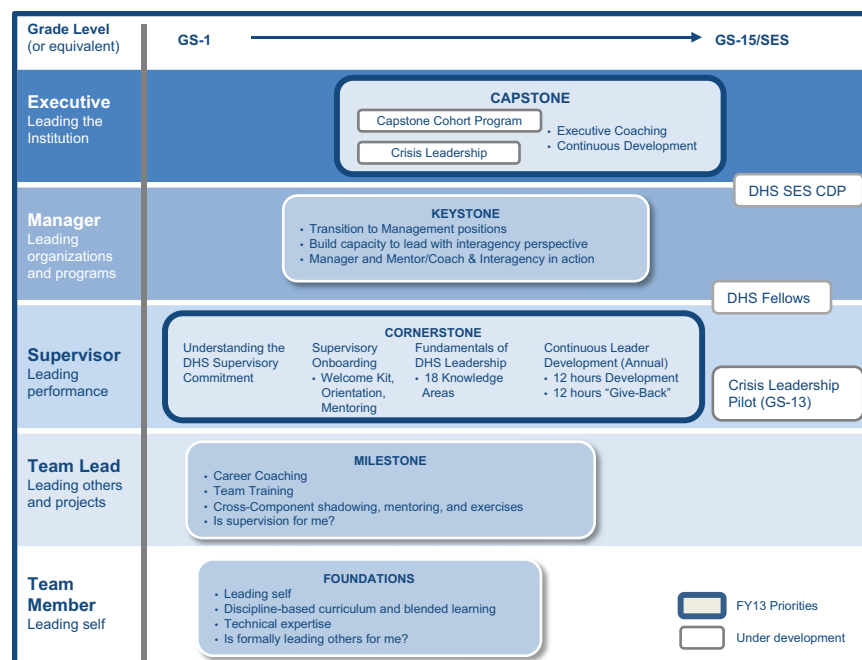 Grade Level
(or equivalent)
GS-1
GS-15/SES
Executive
Leading the
Institution
CAPSTONE
Capstone Cohort Program
Crisis Leadership
• Executive Coaching
• Continuous Development
DHS SES CDP
Manager
Leading
organizations
and programs
KEYSTONE
• Transition to Management positions
• Build capacity to lead with interagency perspective
• Manager and Mentor/Coach & Interagency in action
DHS Fellows
Supervisor
Leading
performance
CORNERSTONE
Understanding the
DHS Supervisory
Commitment
Supervisory
Onboarding
• Welcome Kit,
Orientation,
Mentoring
Fundamentals of
DHS Leadership
• 18 Knowledge
Areas
Continuous Leader
Development (Annual)
• 12 hours Development
• 12 hours “Give-Back”
Crisis Leadership
Pilot (GS-13)
Team Lead
Leading others
and projects
MILESTONE
• Career Coaching
• Team Training
• Cross-Component shadowing, mentoring, and exercises
• Is supervision for me?
Team
Member
Leading self
FOUNDATIONS
• Leading self
• Discipline-based curriculum and blended learning
• Technical expertise
• Is formally leading others for me?
FY13 Priorities
Under development